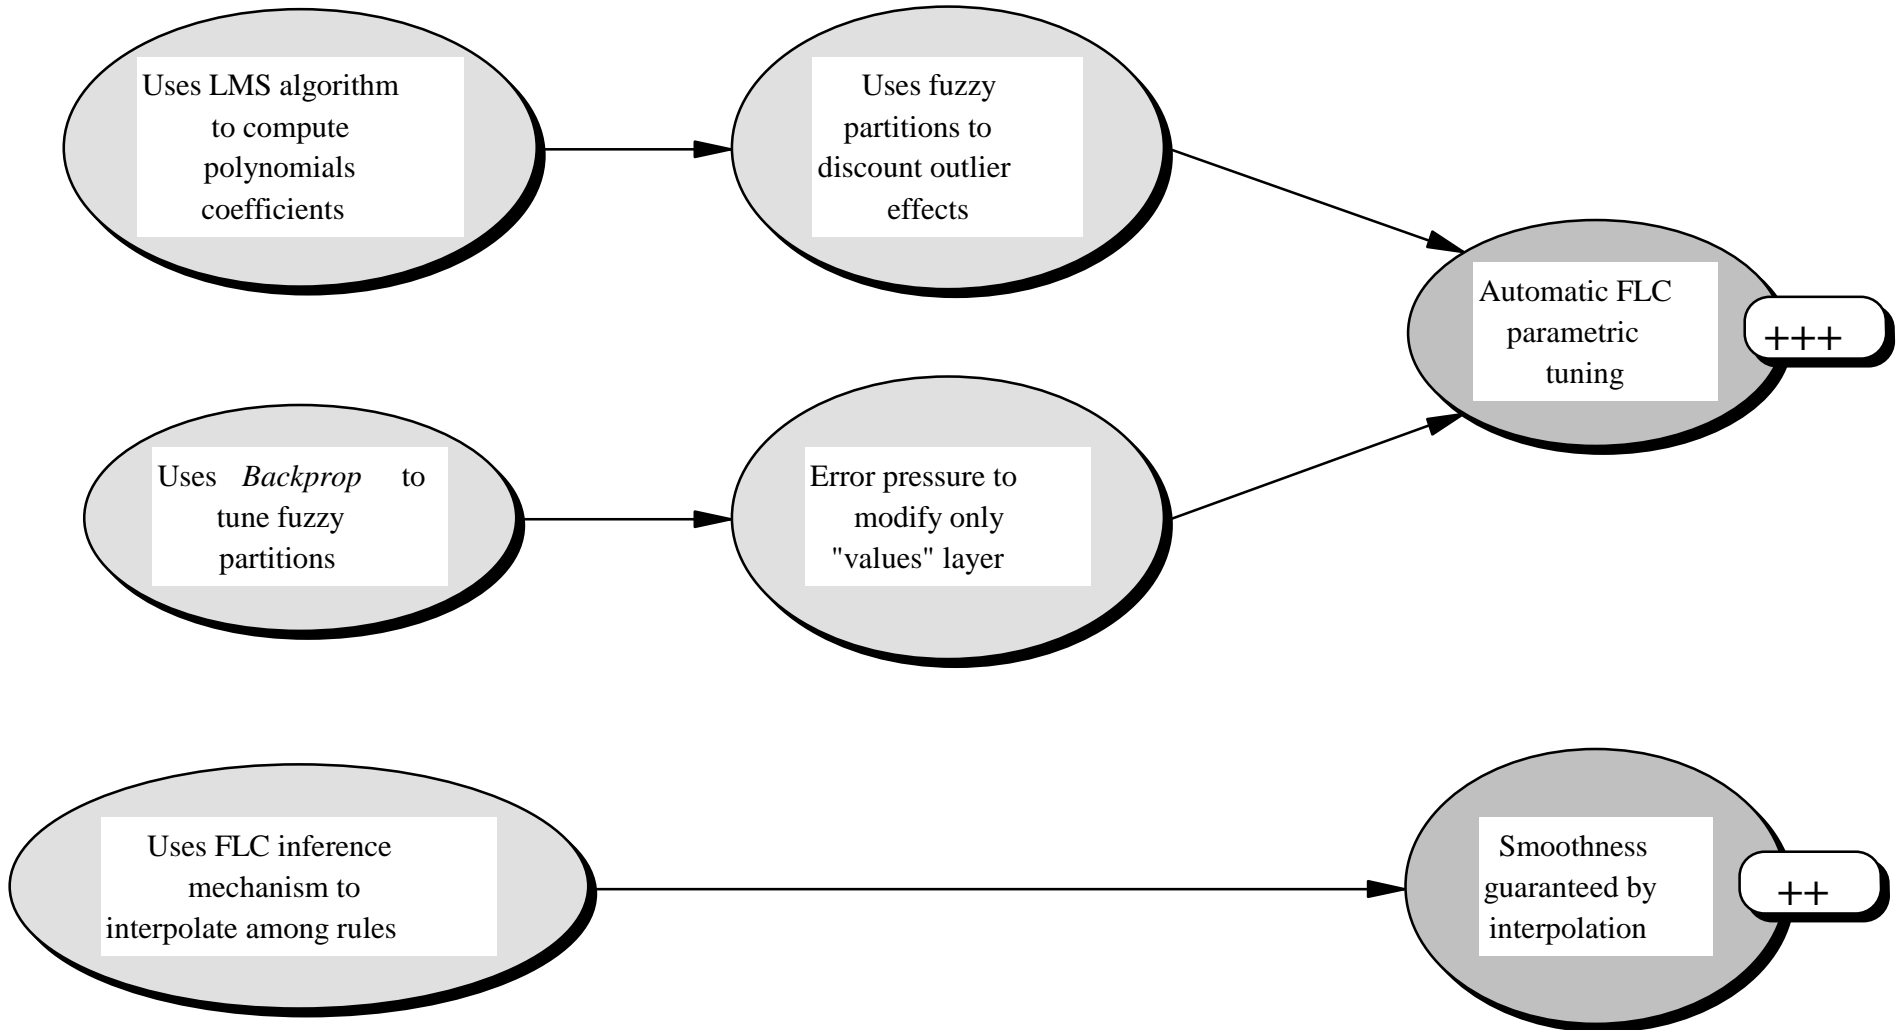 Uses LMS algorithm
to compute
polynomials
coefficients
Uses fuzzy
partitions to
discount outlier
effects
Automatic FLC
parametric
tuning
+++
Uses Backprop to
tune fuzzy
partitions
Error pressure to
modify only
"values" layer
Uses FLC inference
mechanism to
interpolate among rules
Smoothness
guaranteed by
interpolation
++